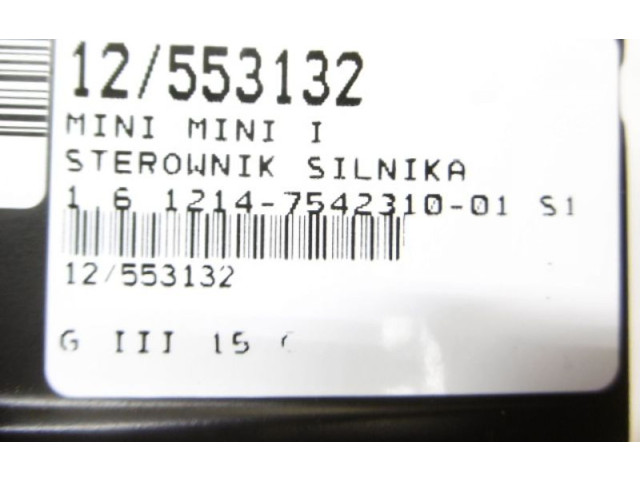 12/553132
MINI MINI I
STEROWNIK SILNIKA
1 6 1214-7542310-01 S1
12/553132
G III 15